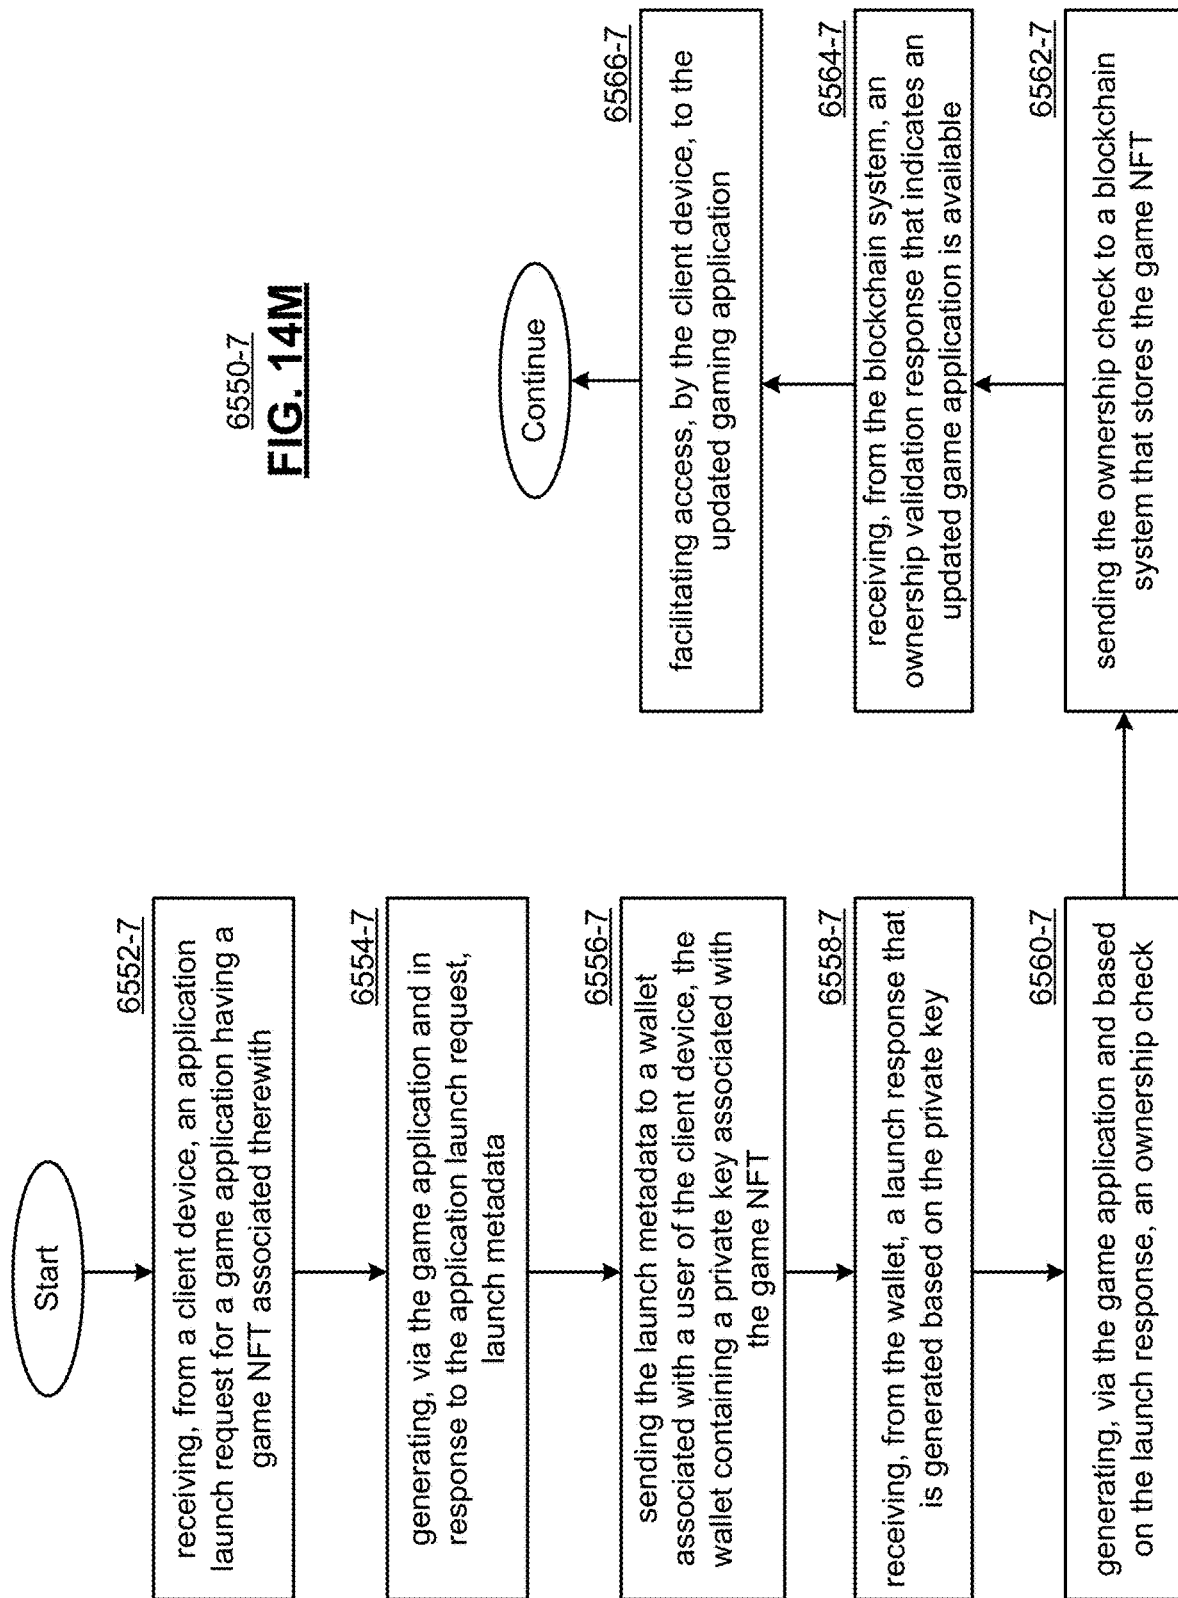 6550-7
FIG. 14M
Start
6552-7
receiving, from a client device, an application
launch request for a game application having a
game NFT associated therewith
6554-7
generating, via the game application and in
response to the application launch request,
launch metadata
6556-7
sending the launch metadata to a wallet
associated with a user of the client device, the
wallet containing a private key associated with
the game NFT
6558-7
receiving, from the wallet, a launch response that
is generated based on the private key
6560-7
generating, via the game application and based
on the launch response, an ownership check
6562-7
sending the ownership check to a blockchain
system that stores the game NFT
6564-7
receiving, from the blockchain system, an
ownership validation response that indicates an
updated game application is available
6566-7
facilitating access, by the client device, to the
updated gaming application
Continue